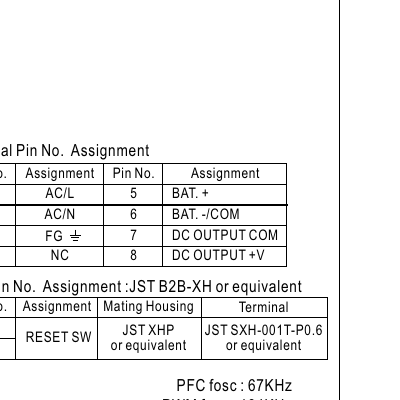 al Pin No. Assignment
o. Assignment Pin No. Assignment
AC/L 5 BAT. +
AC/N 6 BAT. -/COM
FG 7 DC OUTPUT COM
NC 8 DC OUTPUT +V
n No. Assignment :JST B2B-XH or equivalent
o. Assignment Mating Housing Terminal
RESET SW JST XHP JST SXH-001T-P0.6
or equivalent or equivalent
PFC fosc : 67KHz